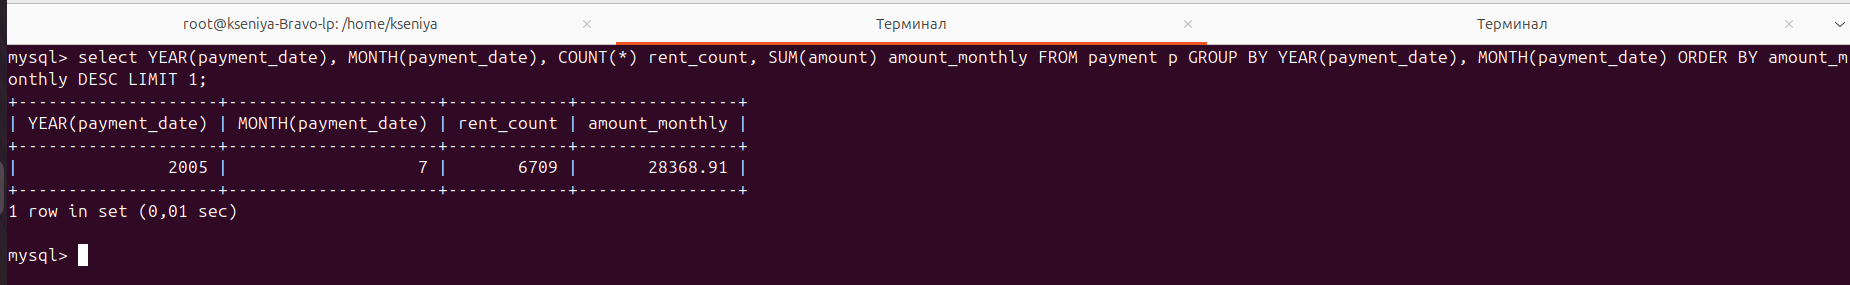 root@kseniya-Bravo-lp: /home/kseniya × Терминал × Терминал ×
mysql> select YEAR(payment_date), MONTH(payment_date), COUNT(*) rent_count, SUM(amount) amount_monthly FROM payment p GROUP BY YEAR(payment_date), MONTH(payment_date) ORDER BY amount_m
onthly DESC LIMIT 1;
+--------------------+---------------------+------------+----------------+
| YEAR(payment_date) | MONTH(payment_date) | rent_count | amount_monthly |
+--------------------+---------------------+------------+----------------+
|               2005 |                   7 |       6709 |       28368.91 |
+--------------------+---------------------+------------+----------------+
1 row in set (0,01 sec)
mysql>